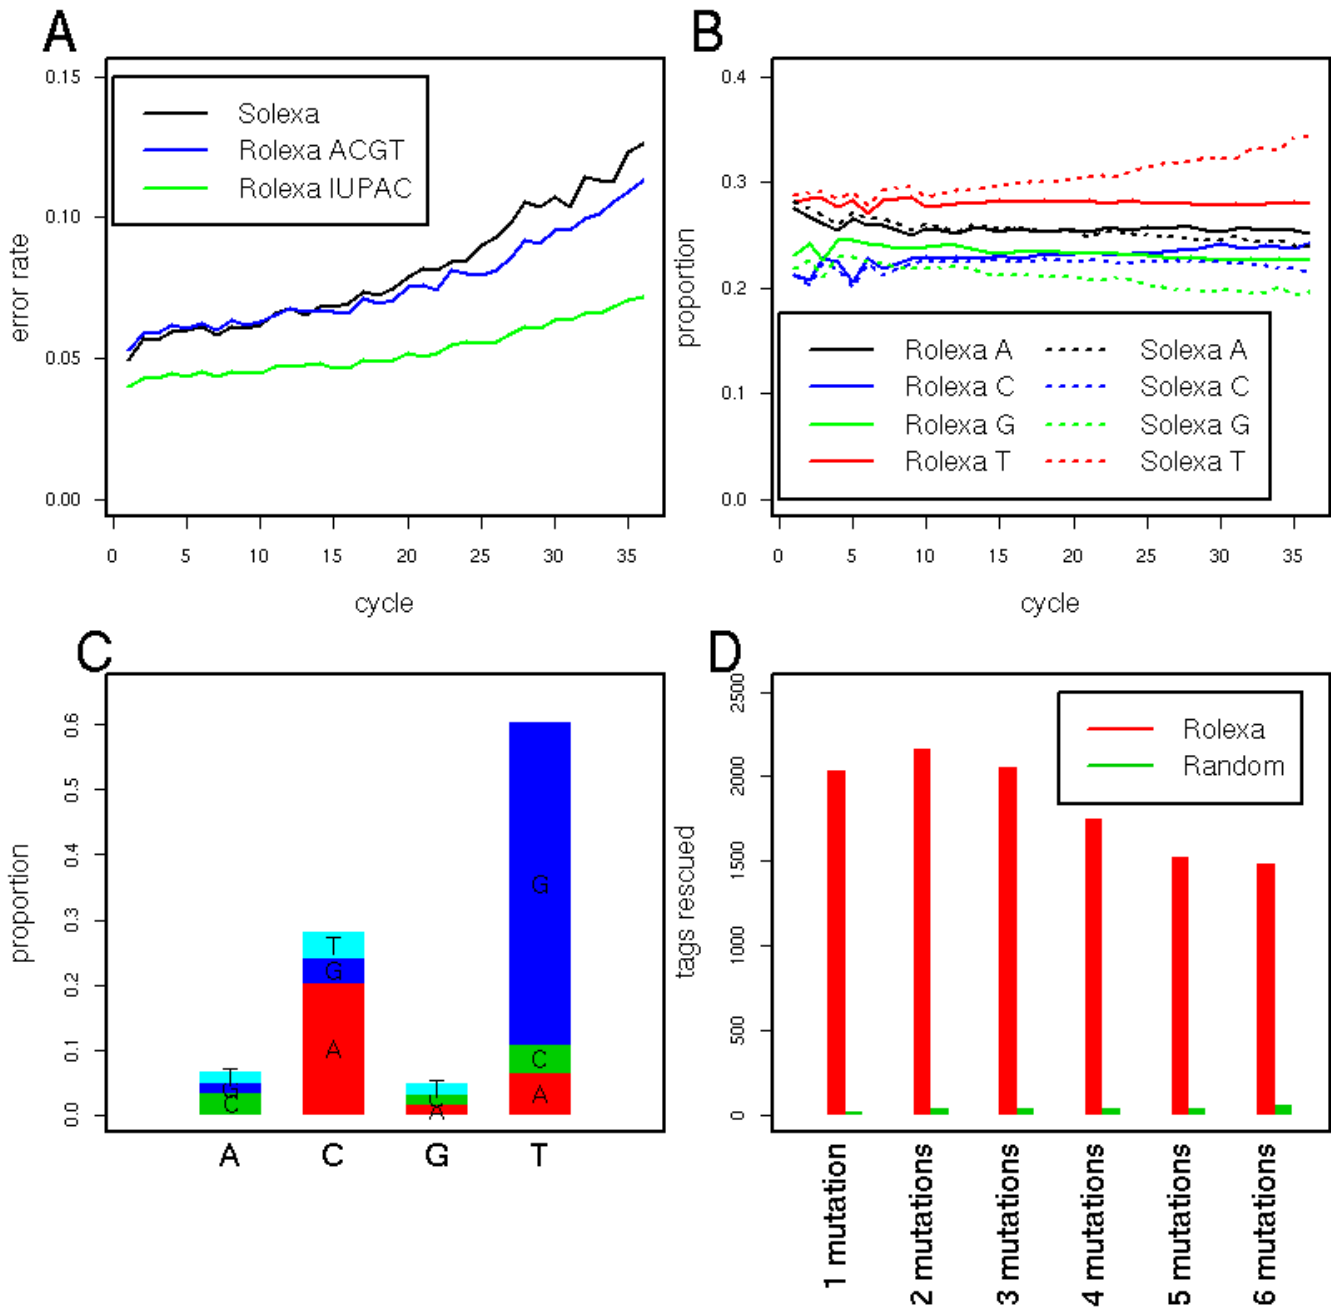 A
0.15
0.10
0.05
0.00
error rate
Solexa
Rolexa ACGT
Rolexa IUPAC
0 5 10 15 20 25 30 35
cycle
B
0.4
0.3
0.2
0.1
0.0
proportion
Rolexa A Solexa A
Rolexa C Solexa C
Rolexa G Solexa G
Rolexa T Solexa T
0 5 10 15 20 25 30 35
cycle
C
0.6
0.5
0.4
0.3
0.2
0.1
0.0
proportion
T
G
C
T
G
A
T
C
A
G
C
A
A C G T
D
2500
2000
1500
1000
500
0
tags rescued
Rolexa
Random
1 mutation
2 mutations
3 mutations
4 mutations
5 mutations
6 mutations